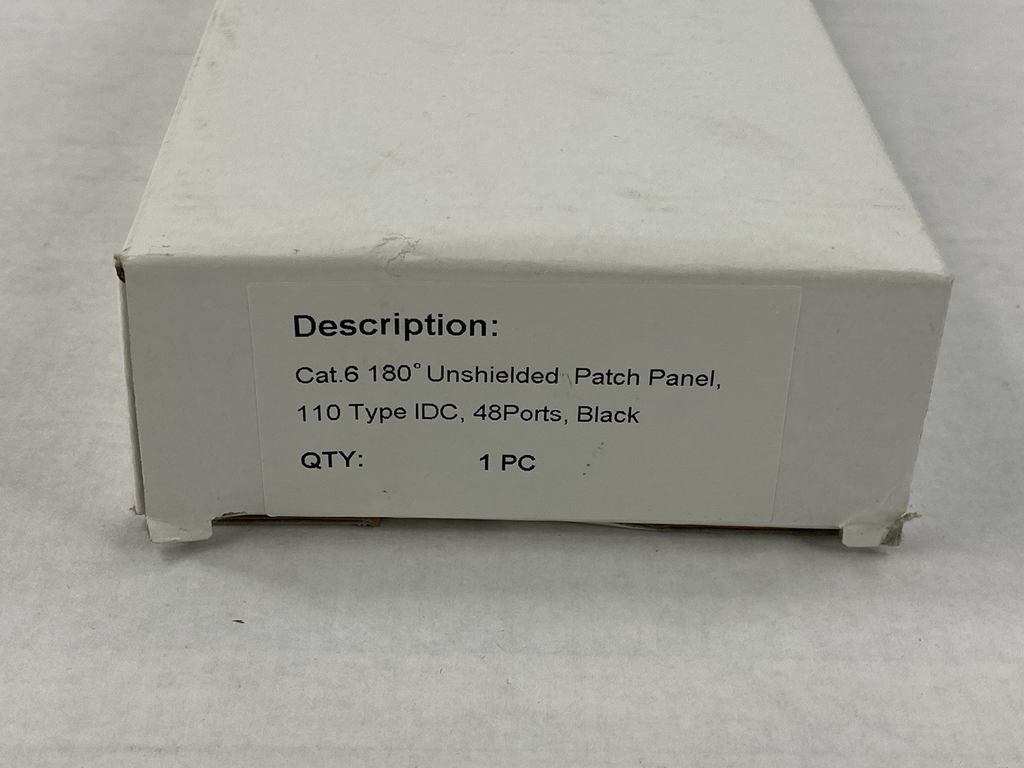 Description:
Cat.6 180° Unshielded Patch Panel,
110 Type IDC, 48Ports, Black
QTY: 1 PC